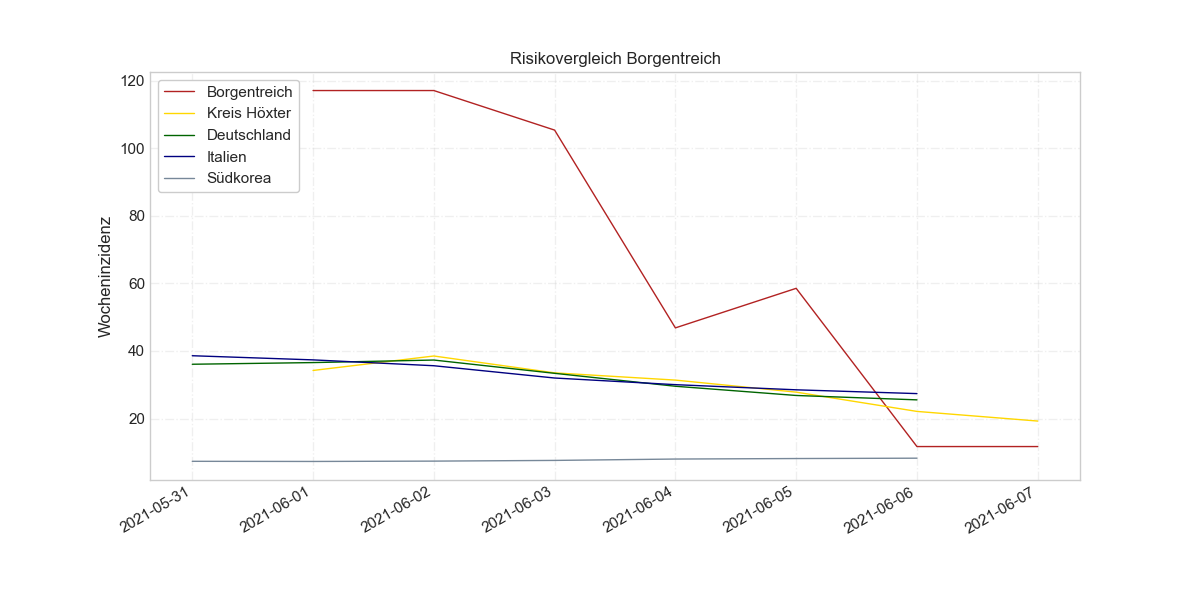 Risikovergleich Borgentreich
Wocheninzidenz
120
100
80
60
40
20
Borgentreich
Kreis Höxter
Deutschland
Italien
Südkorea
2021-05-31
2021-06-01
2021-06-02
2021-06-03
2021-06-04
2021-06-05
2021-06-06
2021-06-07